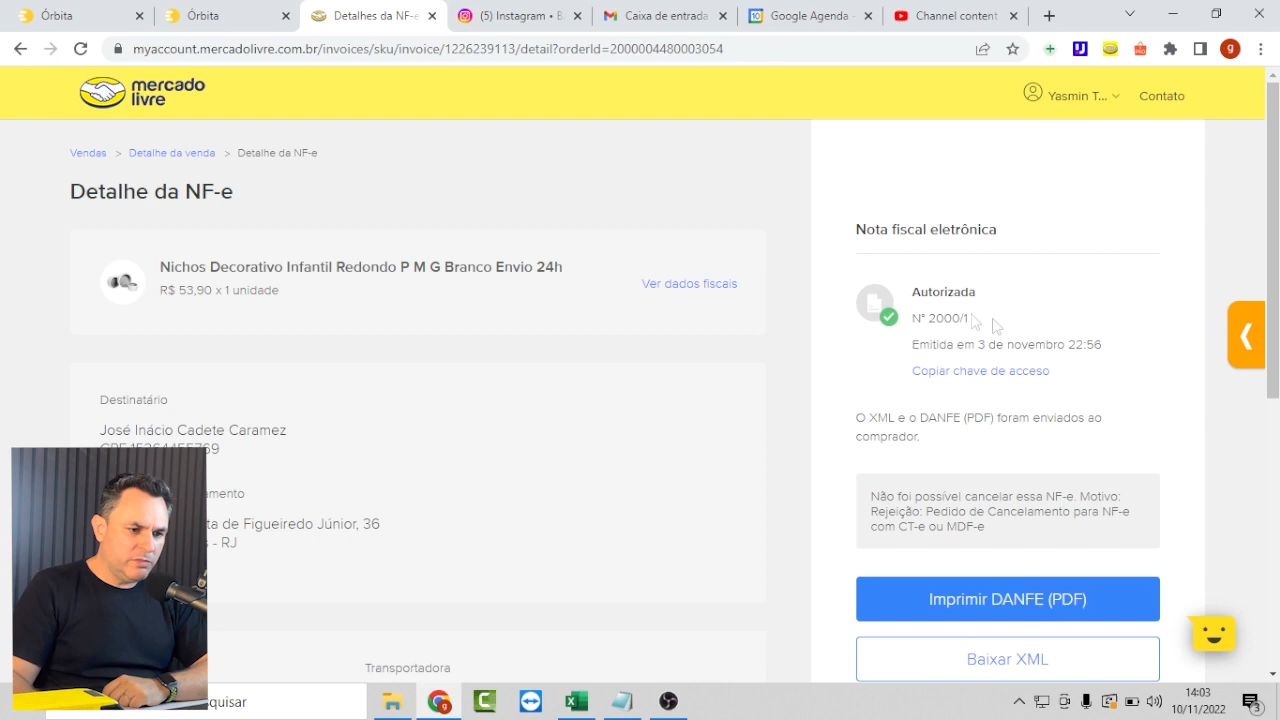 Órbita
Órbita
Detalhes da NF-e
(5) Instagram • B
Caixa de entrada
Google Agenda -
Channel content
myaccount.mercadolivre.com.br/invoices/sku/invoice/1226239113/detail?orderId=2000004480003054
g
mercado
livre
Yasmin T...
Contato
Vendas > Detalhe da venda > Detalhe da NF-e
Detalhe da NF-e
Nichos Decorativo Infantil Redondo P M G Branco Envio 24h
R$ 53,90 x 1 unidade
Ver dados fiscais
Destinatário
José Inácio Cadete Caramez
CPF 15364455769
amento
ta de Figueiredo Júnior, 36
s - RJ
Transportadora
Nota fiscal eletrônica
Autorizada
N° 2000/1
Emitida em 3 de novembro 22:56
Copiar chave de acesso
O XML e o DANFE (PDF) foram enviados ao
comprador.
Não foi possível cancelar essa NF-e. Motivo:
Rejeição: Pedido de Cancelamento para NF-e
com CT-e ou MDF-e
Imprimir DANFE (PDF)
Baixar XML
quisar
14:03
10/11/2022
3